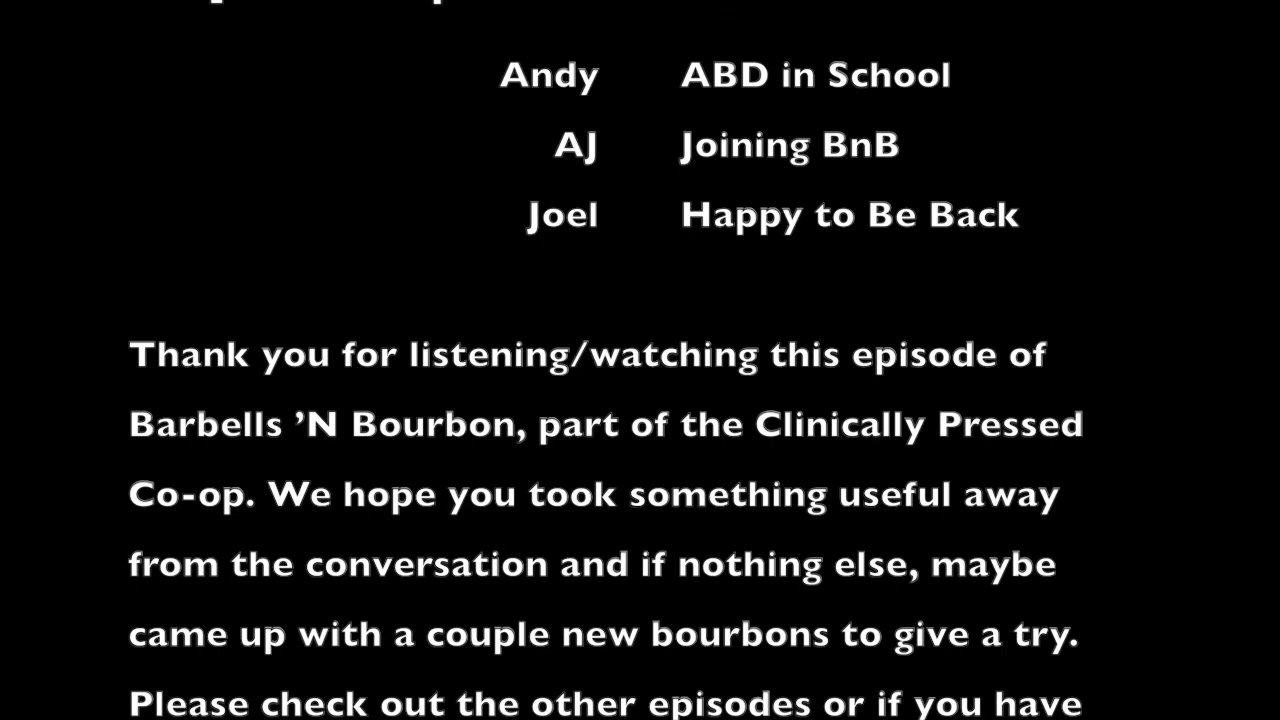 Andy ABD in School
AJ Joining BnB
Joel Happy to Be Back
Thank you for listening/watching this episode of
Barbells ’N Bourbon, part of the Clinically Pressed
Co-op. We hope you took something useful away
from the conversation and if nothing else, maybe
came up with a couple new bourbons to give a try.
Please check out the other episodes or if you have